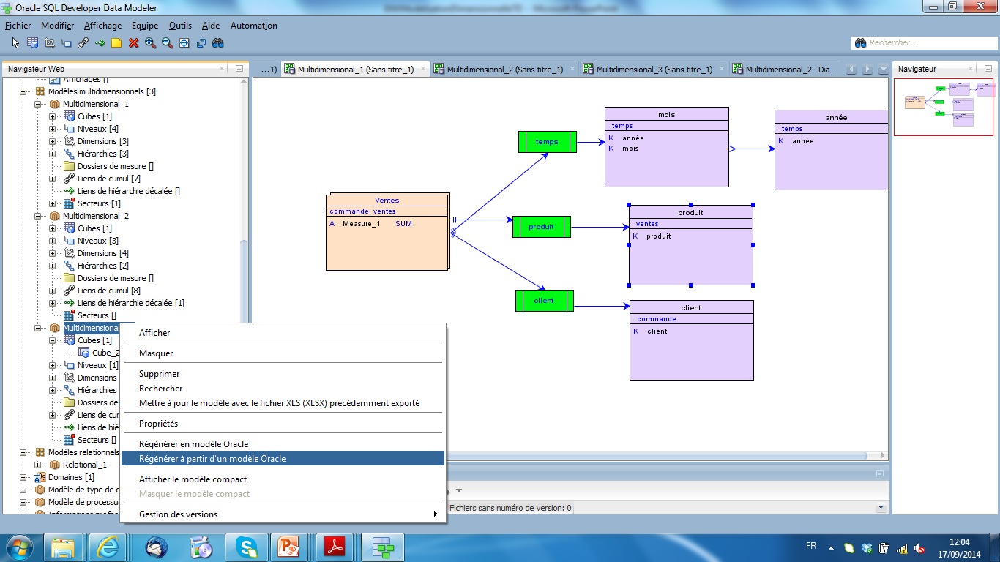 Oracle SQL Developer Data Modeler
Fichier Modifier Affichage Equipe Outils Aide Automation
Rechercher...
Navigateur Web
...1) Multidimensional_1 (Sans titre_1) Multidimensional_2 (Sans titre_1) Multidimensional_3 (Sans titre_1) Multidimensional_2 - Dia...
Navigateur
Affichages []
Modèles multidimensionnels [3]
Multidimensional_1
Cubes [1]
Niveaux [4]
Dimensions [3]
Hiérarchies [3]
Dossiers de mesure []
Liens de cumul [7]
Liens de hiérarchie décalée []
Secteurs [1]
Multidimensional_2
Cubes [1]
Niveaux [3]
Dimensions [4]
Hiérarchies [2]
Dossiers de mesure []
Liens de cumul [8]
Liens de hiérarchie décalée [1]
Secteurs []
Multidimensional
Cubes [1]
Cube_2
Niveaux [1]
Dimensions
Hiérarchies
Dossiers de
Liens de cur
Liens de hié
Secteurs []
Modèles relationnels
Relational_1
Domaines [1]
Modèle de type de d
Modèle de processus
temps
mois
temps
K année
K mois
année
temps
K année
Ventes
commande, ventes
A Measure_1 SUM
produit
produit
ventes
K produit
client
client
commande
K client
Afficher
Masquer
Supprimer
Rechercher
Mettre à jour le modèle avec le fichier XLS (XLSX) précédemment exporté
Propriétés
Régénérer en modèle Oracle
Régénérer à partir d'un modèle Oracle
Afficher le modèle compact
Masquer le modèle compact
Gestion des versions
Fichiers sans numéro de version: 0
FR
12:04
17/09/2014